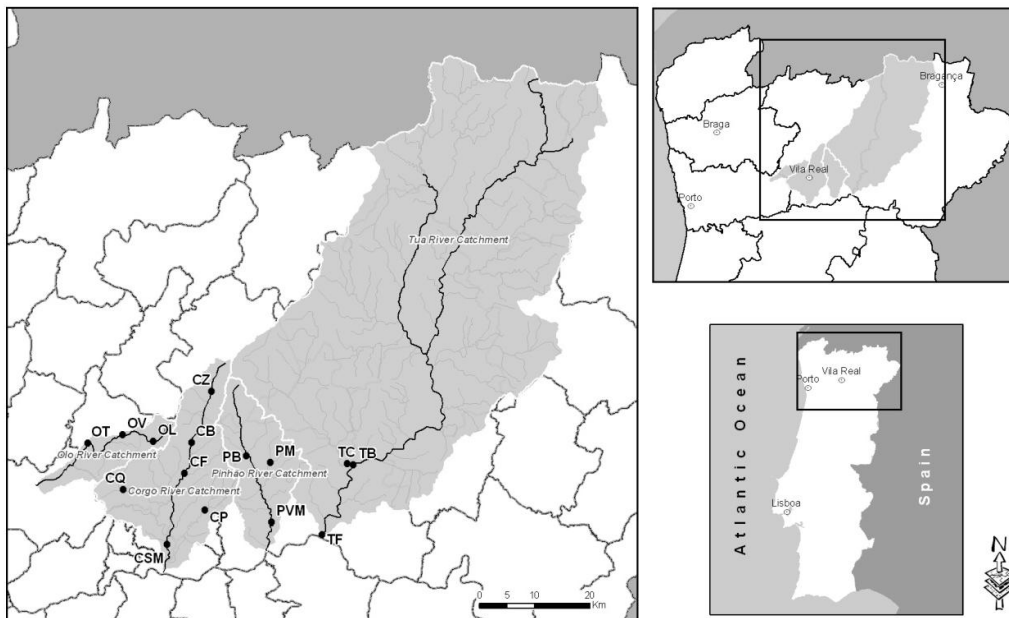 Tua River Catchment
CZ
OT
OV
OL
CB
Olo River Catchment
CF
PB
PM
TC
TB
Pinhão River Catchment
CQ
Corgo River Catchment
CP
PVM
TF
CSM
0 5 10 20
Km
Bragança
Braga
Vila Real
Porto
Atlantic Ocean
Spain
Porto
Vila Real
Lisboa
N